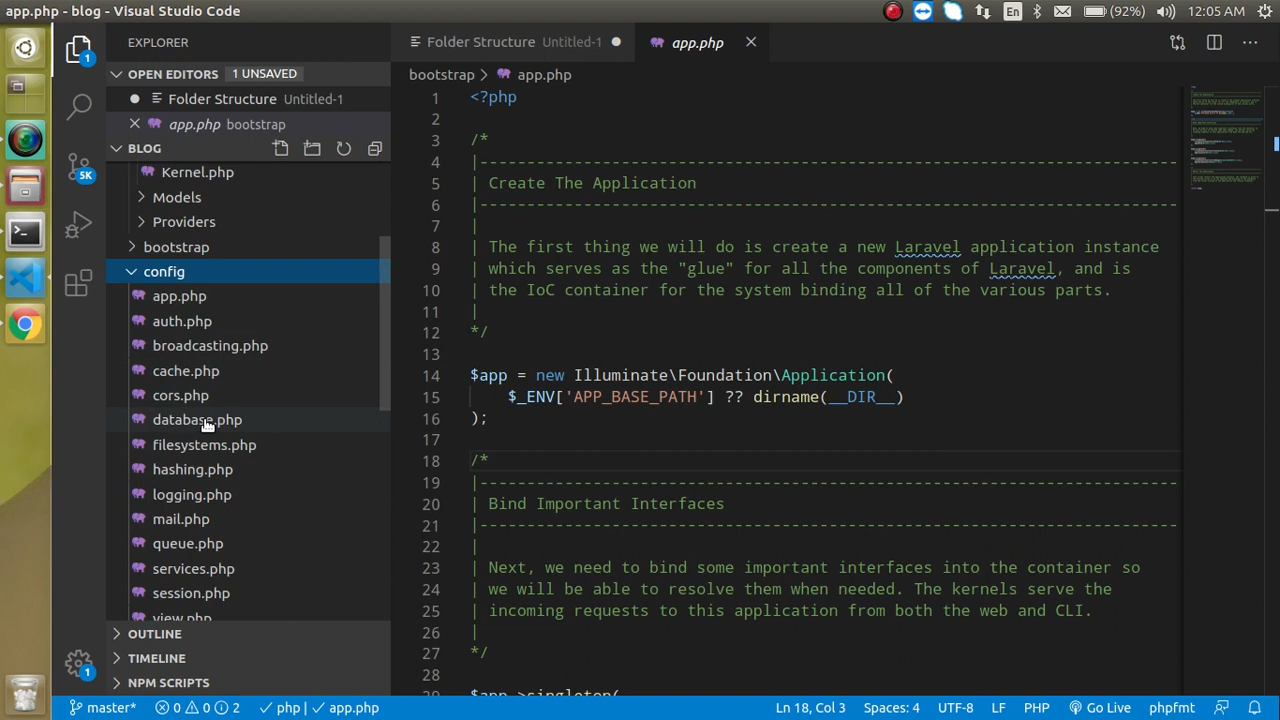 app.php - blog - Visual Studio Code
En
(92%)
12:05 AM
EXPLORER
OPEN EDITORS
1 UNSAVED
Folder Structure Untitled-1
app.php bootstrap
BLOG
Kernel.php
Models
Providers
bootstrap
config
app.php
auth.php
broadcasting.php
cache.php
cors.php
database.php
filesystems.php
hashing.php
logging.php
mail.php
queue.php
services.php
session.php
view.php
OUTLINE
TIMELINE
NPM SCRIPTS
1
5K
1
Folder Structure Untitled-1
app.php
bootstrap > app.php
1 <?php
2
3 /*
4 |--------------------------------------------------------------------------
5 | Create The Application
6 |--------------------------------------------------------------------------
7 |
8 | The first thing we will do is create a new Laravel application instance
9 | which serves as the "glue" for all the components of Laravel, and is
10 | the IoC container for the system binding all of the various parts.
11 |
12 */
13
14 $app = new Illuminate\Foundation\Application(
15 $_ENV['APP_BASE_PATH'] ?? dirname(__DIR__)
16 );
17
18 /*
19 |--------------------------------------------------------------------------
20 | Bind Important Interfaces
21 |--------------------------------------------------------------------------
22 |
23 | Next, we need to bind some important interfaces into the container so
24 | we will be able to resolve them when needed. The kernels serve the
25 | incoming requests to this application from both the web and CLI.
26 |
27 */
28
29 $app->singleton(
master*
0
0
2
php
app.php
Ln 18, Col 3
Spaces: 4
UTF-8
LF
PHP
Go Live
phpfmt